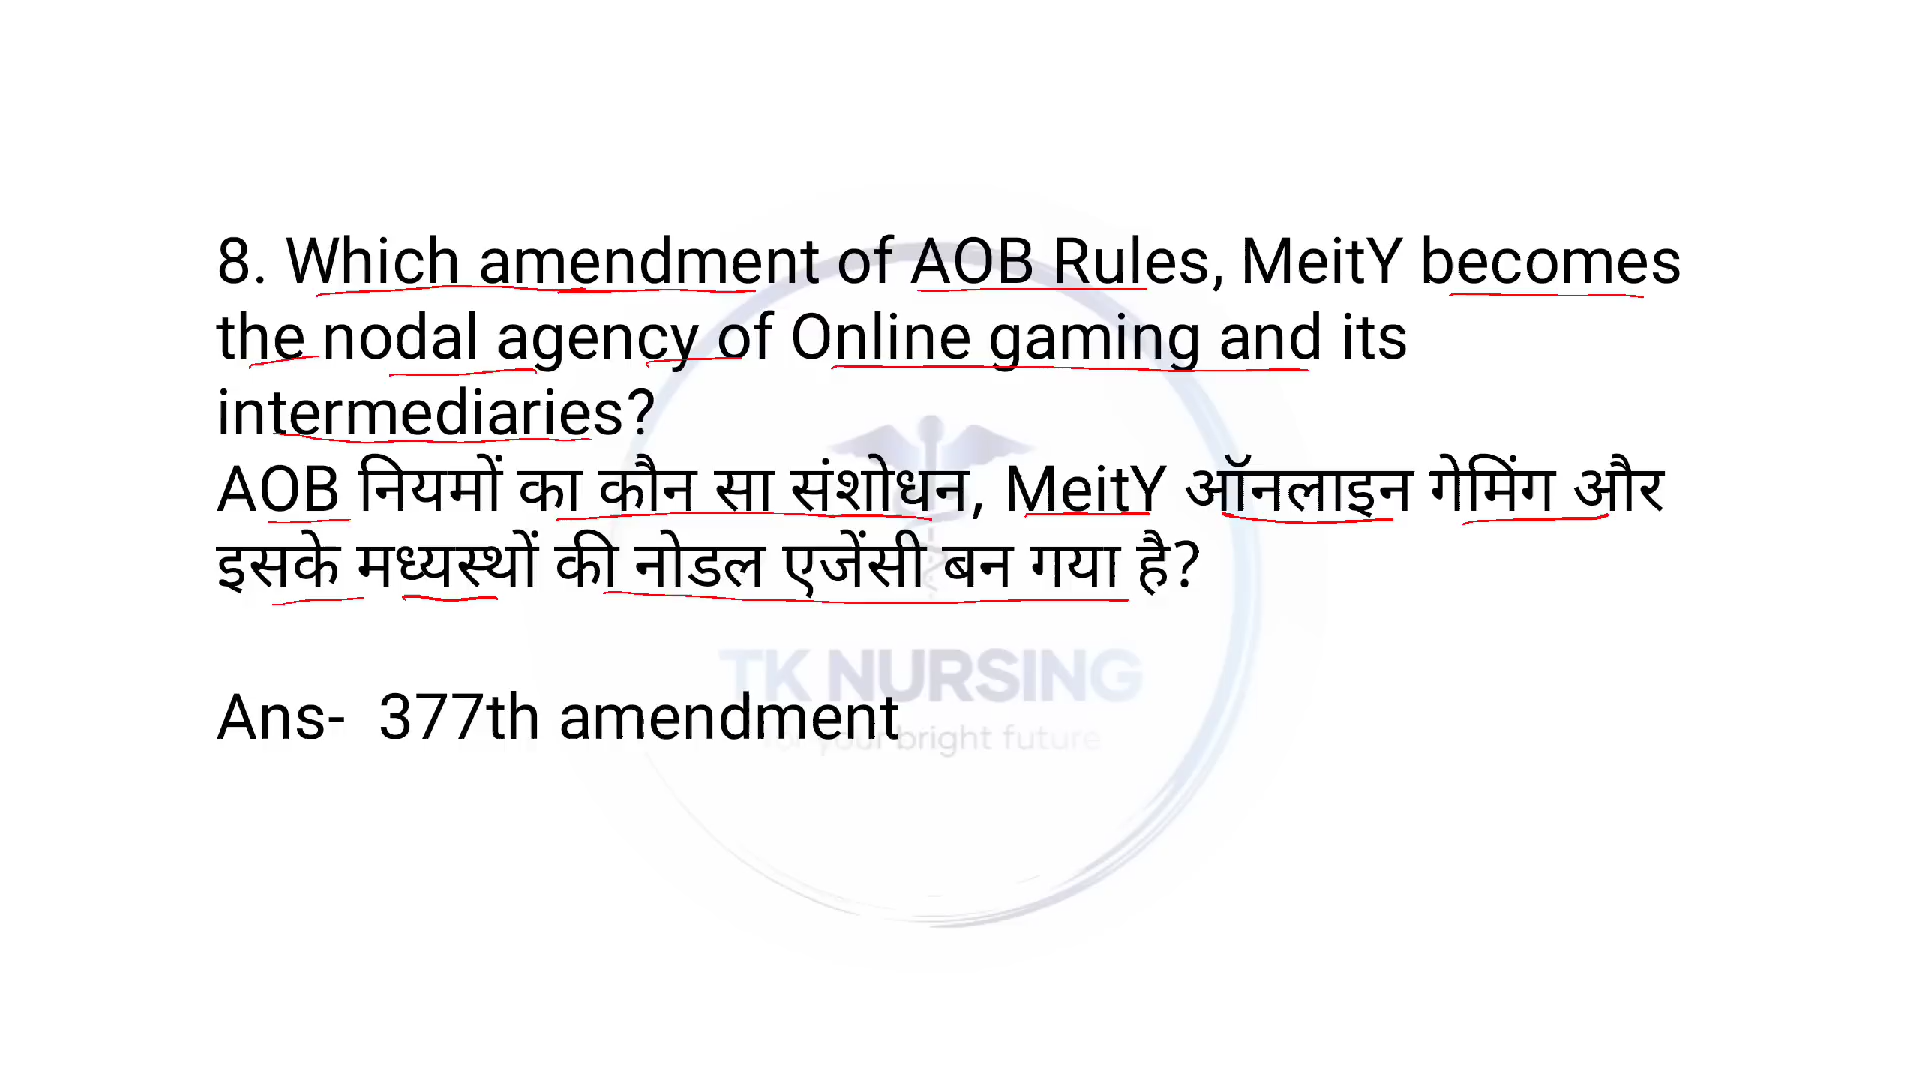 8. Which amendment of AOB Rules, MeitY becomes
the nodal agency of Online gaming and its
intermediaries?
AOB नियमों का कौन सा संशोधन, MeitY ऑनलाइन गेमिंग और
इसके मध्यस्थों की नोडल एजेंसी बन गया है?
TK NURSING
Ans- 377th amendment
for your bright future